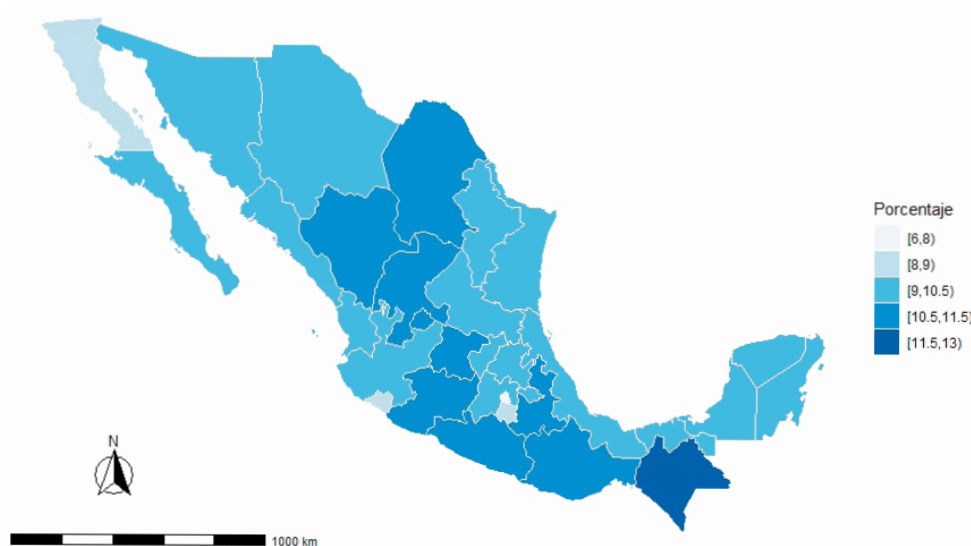 Porcentaje
[6,8)
[8,9)
[9,10.5)
[10.5,11.5)
[11.5,13)
N
1000 km